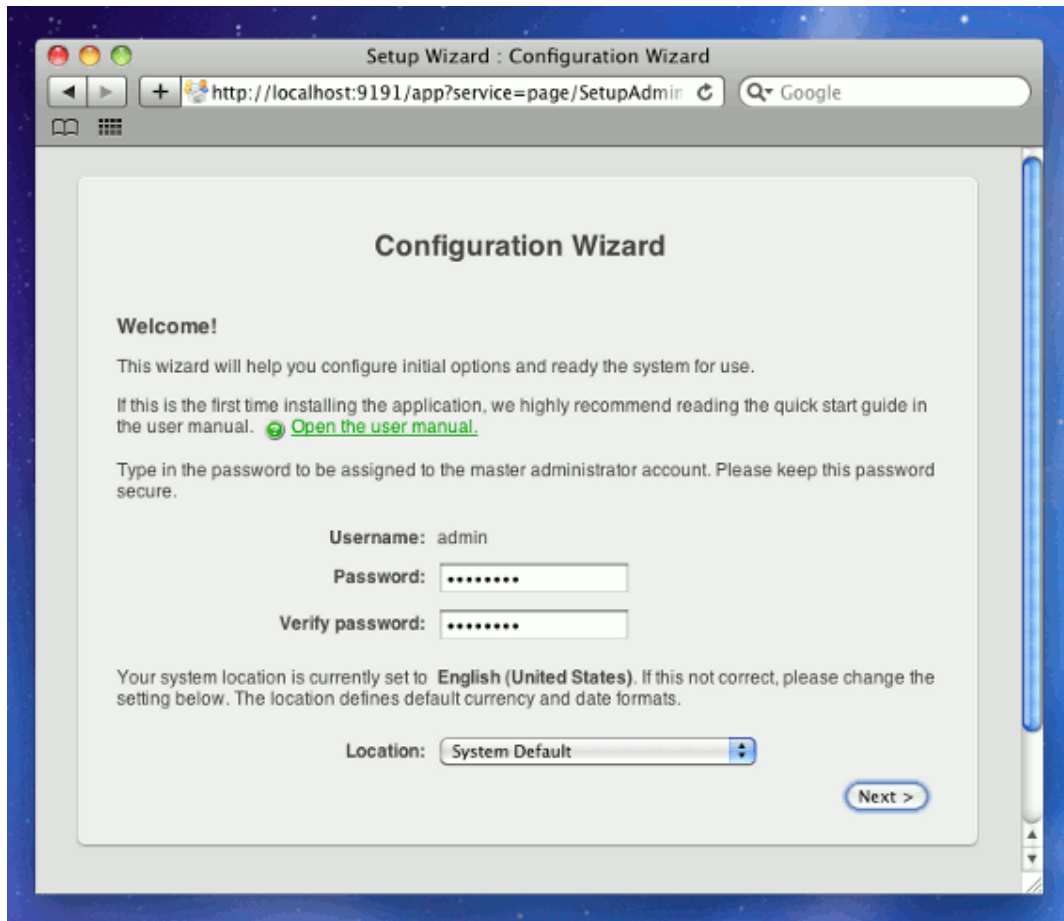 Setup Wizard : Configuration Wizard
http://localhost:9191/app?service=page/SetupAdmin
Google
Configuration Wizard
Welcome!
This wizard will help you configure initial options and ready the system for use.
If this is the first time installing the application, we highly recommend reading the quick start guide in
the user manual. Open the user manual.
Type in the password to be assigned to the master administrator account. Please keep this password
secure.
Username: admin
Password: ••••••••
Verify password: ••••••••
Your system location is currently set to English (United States). If this not correct, please change the
setting below. The location defines default currency and date formats.
Location: System Default
Next >